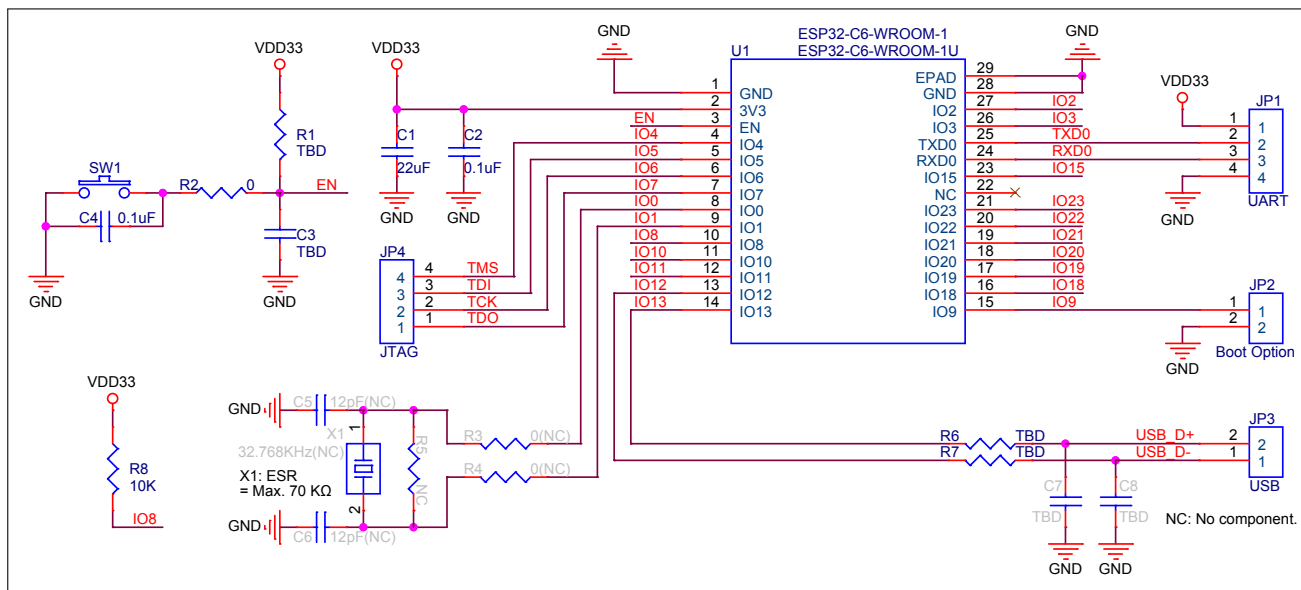 ESP32-C6-WROOM-1
ESP32-C6-WROOM-1U
U1
GND
GND
VDD33
VDD33
VDD33
R1
TBD
SW1
R2
0
EN
C4
0.1uF
C3
TBD
GND
GND
C1
22uF
C2
0.1uF
GND
GND
1
GND
2
3V3
EN
3
EN
IO4
4
IO4
IO5
5
IO5
IO6
6
IO6
IO7
7
IO7
IO0
8
IO0
IO1
9
IO1
IO8
10
IO8
IO10
11
IO10
IO11
12
IO11
IO12
13
IO12
IO13
14
IO13
29
EPAD
28
GND
27
IO2
IO2
26
IO3
IO3
25
TXD0
TXD0
24
RXD0
RXD0
23
IO15
IO15
22
NC
21
IO23
IO23
20
IO22
IO22
19
IO21
IO21
18
IO20
IO20
17
IO19
IO19
16
IO18
IO18
15
IO9
IO9
JP1
1 1
2 2
3 3
4 4
UART
GND
JP2
1 1
2 2
Boot Option
GND
JP4
4 4 TMS
3 3 TDI
2 2 TCK
1 1 TDO
JTAG
VDD33
R8
10K
IO8
GND
C5
12pF(NC)
X1
1
32.768KHz(NC)
X1: ESR
= Max. 70 KΩ
2
R5
NC
GND
C6
12pF(NC)
R3
0(NC)
R4
0(NC)
R6
TBD
USB_D+
R7
TBD
USB_D-
JP3
2 2
1 1
USB
C7
TBD
C8
TBD
GND
GND
NC: No component.